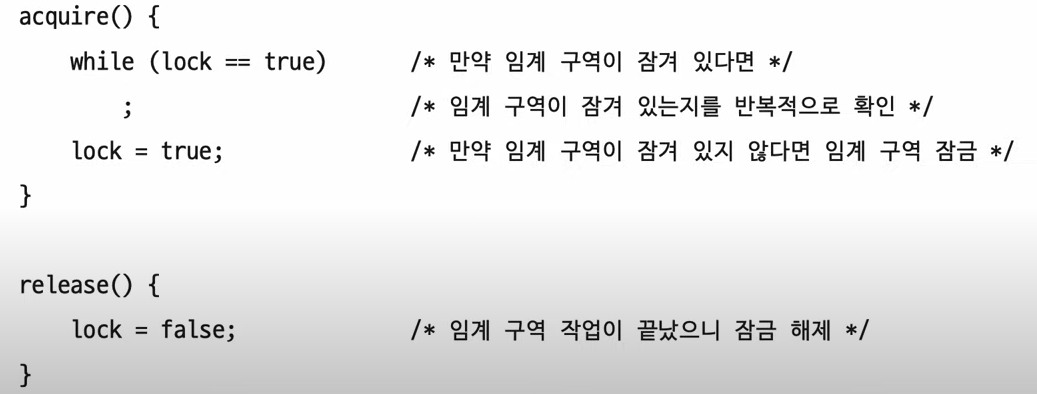 acquire() {
while (lock == true) /* 만약 임계 구역이 잠겨 있다면 */
; /* 임계 구역이 잠겨 있는지를 반복적으로 확인 */
lock = true; /* 만약 임계 구역이 잠겨 있지 않다면 임계 구역 잠금 */
}
release() {
lock = false; /* 임계 구역 작업이 끝났으니 잠금 해제 */
}